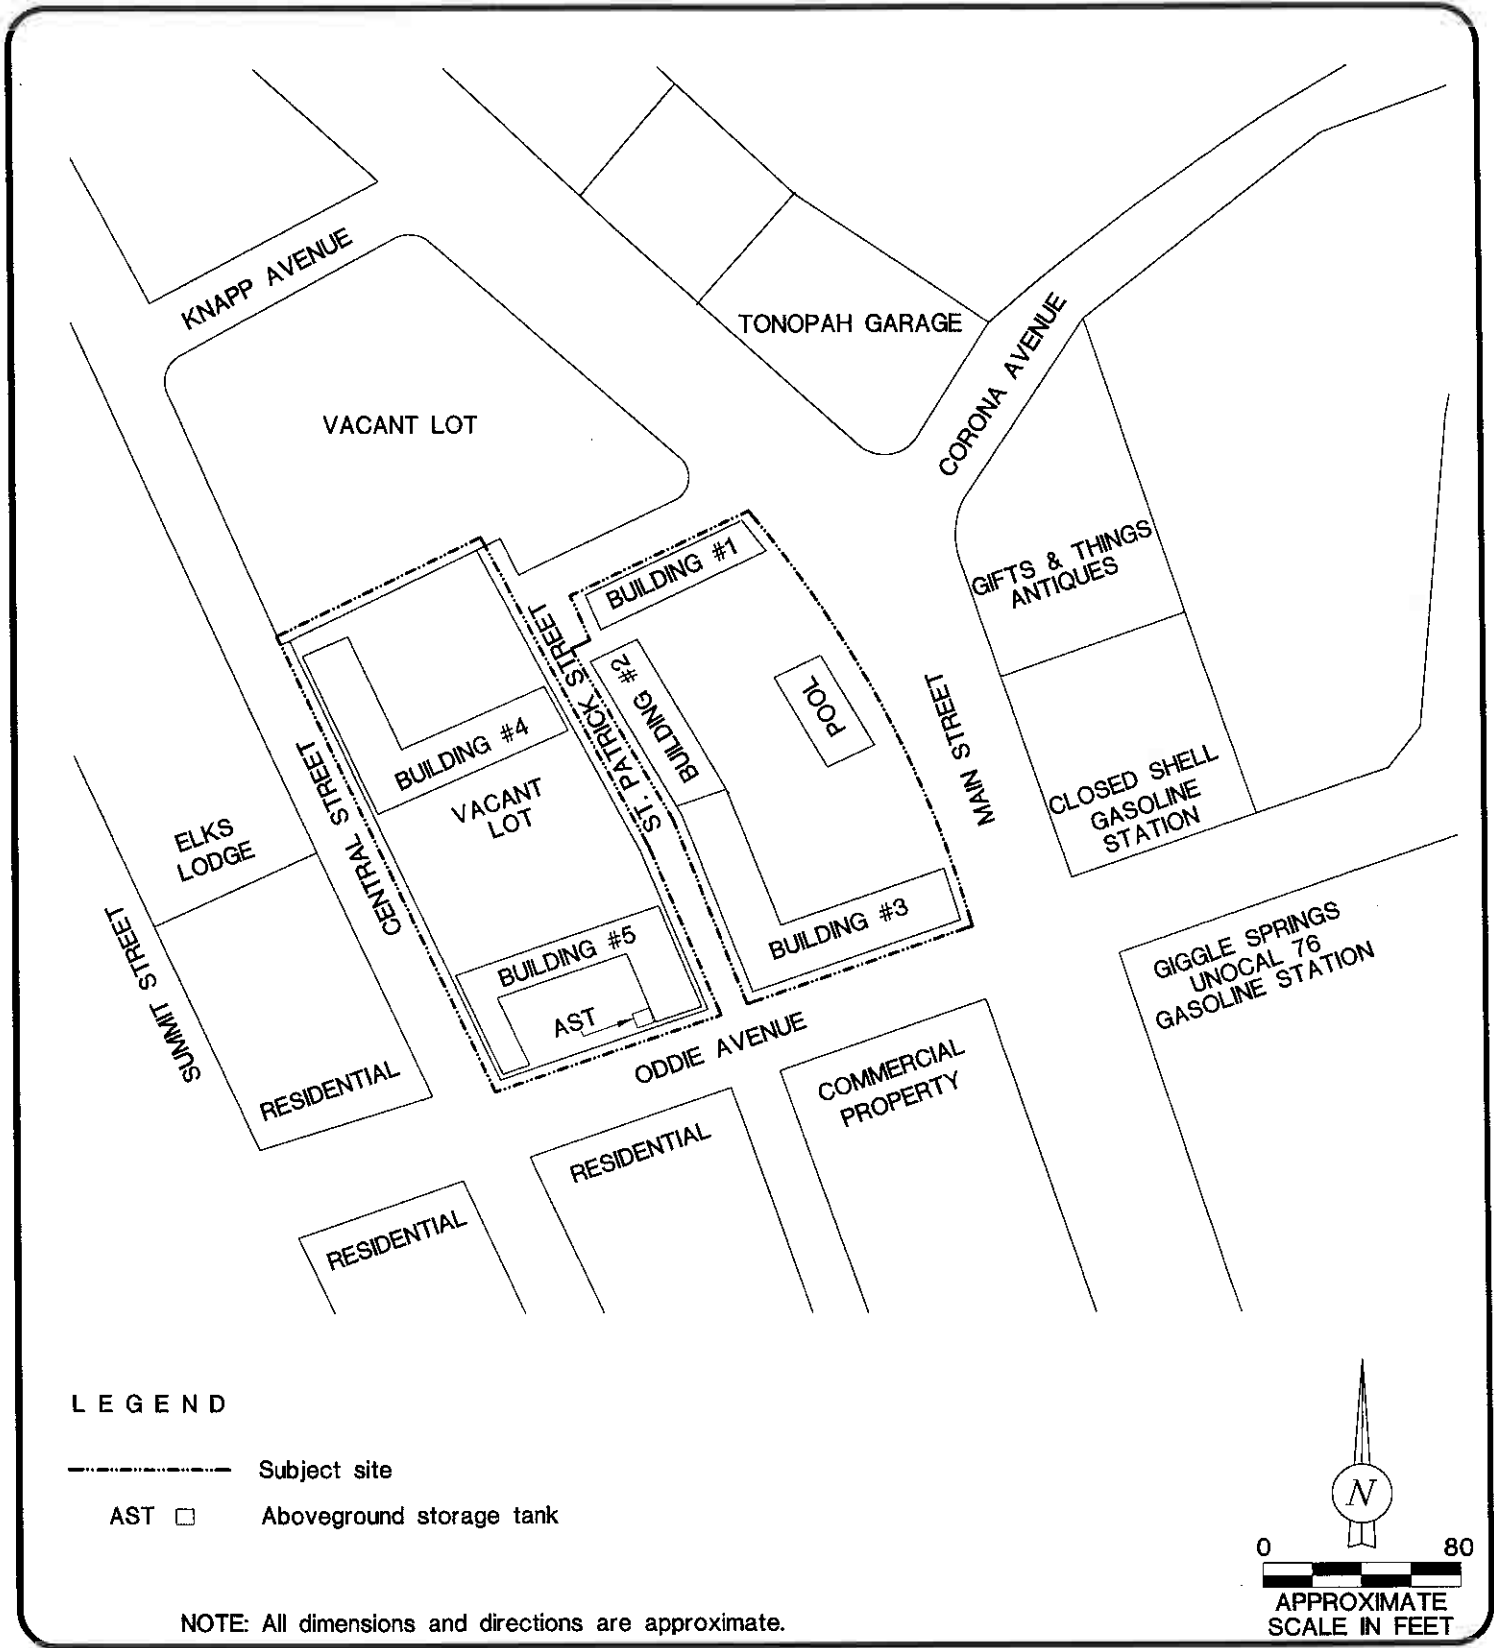 KNAPP AVENUE
TONOPAH GARAGE
CORONA AVENUE
VACANT LOT
GIFTS & THINGS
ANTIQUES
BUILDING #1
ST. PATRICK STREET
BUILDING #2
POOL
MAIN STREET
BUILDING #4
VACANT
LOT
CENTRAL STREET
CLOSED SHELL
GASOLINE
STATION
ELKS
LODGE
SUMMIT STREET
BUILDING #3
BUILDING #5
AST
GIGGLE SPRINGS
UNOCAL 76
GASOLINE STATION
ODDIE AVENUE
RESIDENTIAL
COMMERCIAL
PROPERTY
RESIDENTIAL
RESIDENTIAL
LEGEND
Subject site
AST Aboveground storage tank
N
0 80
APPROXIMATE
SCALE IN FEET
NOTE: All dimensions and directions are approximate.